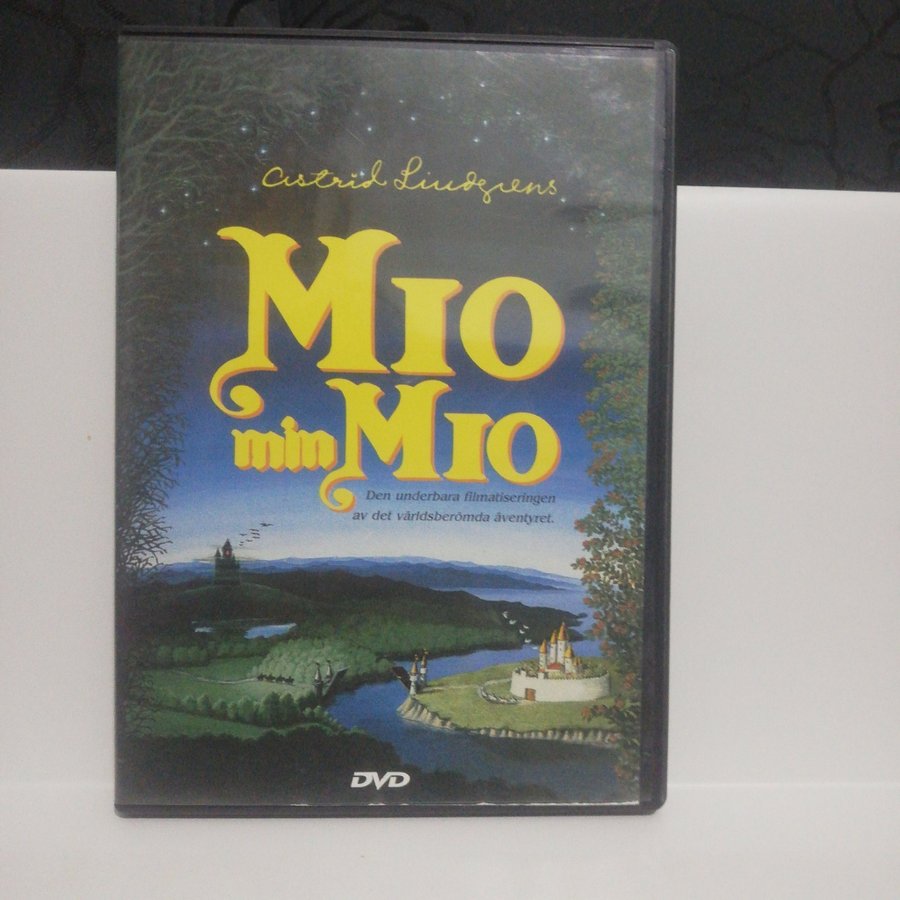 Astrid Lindgrens
MIO
min MIO
Den underbara filmatiseringen
av det världsberömda äventyret.
DVD